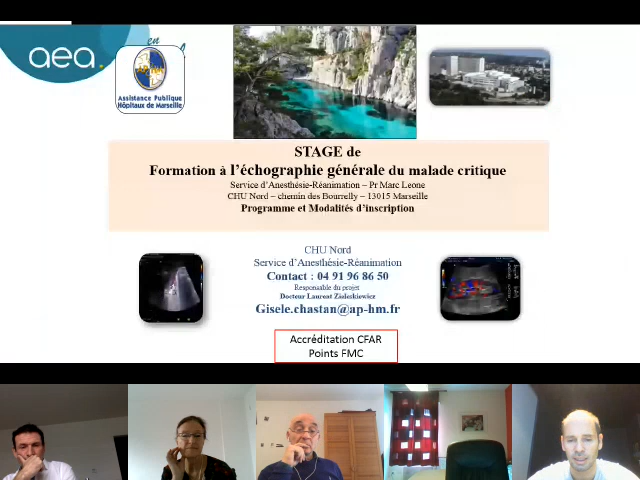 aea.
en
Assistance Publique
Hôpitaux de Marseille
STAGE de
Formation à l'échographie générale du malade critique
Service d'Anesthésie-Réanimation – Pr Marc Leone
CHU Nord – chemin des Bourrelly – 13015 Marseille
Programme et Modalités d'inscription
CHU Nord
Service d'Anesthésie-Réanimation
Contact : 04 91 96 86 50
Responsable du projet
Docteur Laurent Zieleskiewicz
Gisele.chastan@ap-hm.fr
Accréditation CFAR
Points FMC